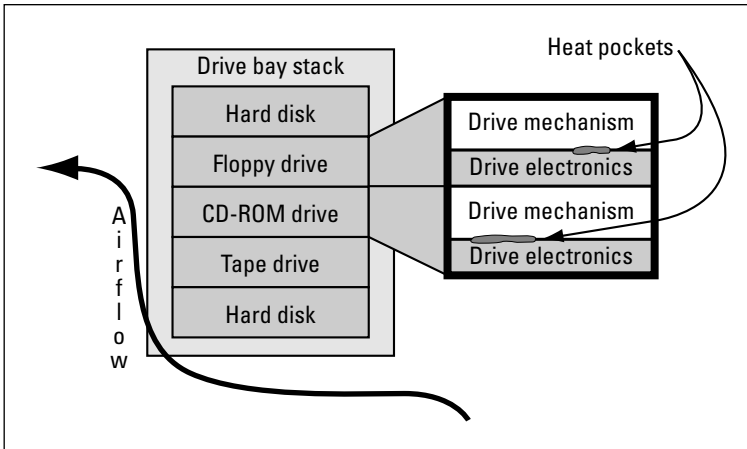 Heat pockets
Drive bay stack
Hard disk
Floppy drive
CD-ROM drive
Tape drive
Hard disk
Drive mechanism
Drive electronics
Drive mechanism
Drive electronics
Airflow